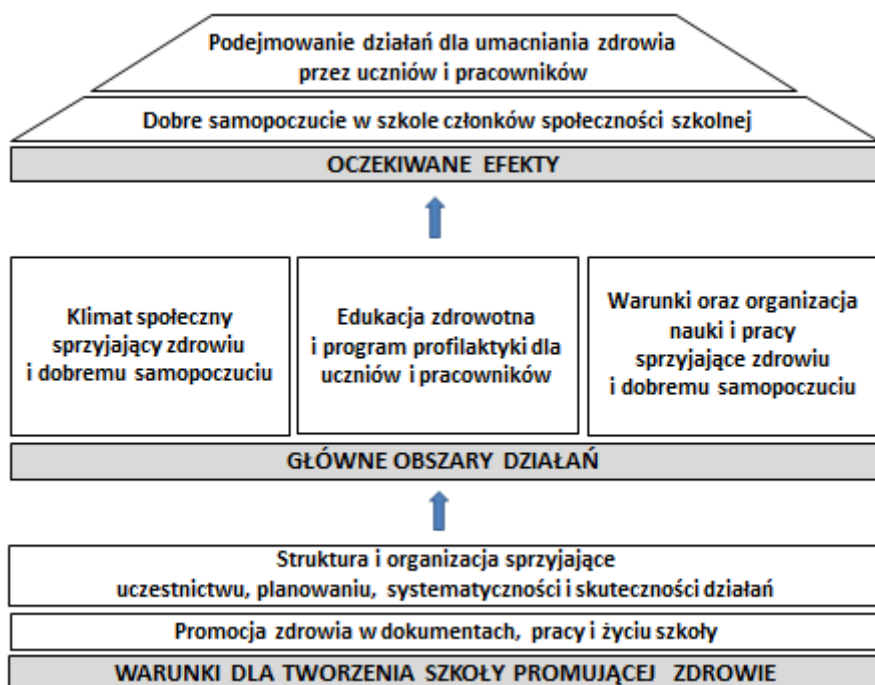 Podejmowanie działań dla umacniania zdrowia
przez uczniów i pracowników
Dobre samopoczucie w szkole członków społeczności szkolnej
OCZEKIWANE EFEKTY
Klimat społeczny
sprzyjający zdrowiu
i dobremu samopoczuciu
Edukacja zdrowotna
i program profilaktyki dla
uczniów i pracowników
Warunki oraz organizacja
nauki i pracy
sprzyjające zdrowiu
i dobremu samopoczuciu
GŁÓWNE OBSZARY DZIAŁAŃ
Struktura i organizacja sprzyjające
uczestnictwu, planowaniu, systematyczności i skuteczności działań
Promocja zdrowia w dokumentach, pracy i życiu szkoły
WARUNKI DLA TWORZENIA SZKOŁY PROMUJĄCEJ ZDROWIE